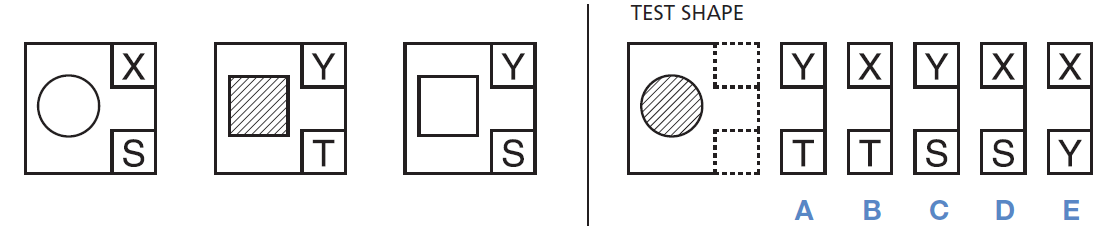 TEST SHAPE
X Y Y Y X Y X X
S T S T T S S Y
A B C D E